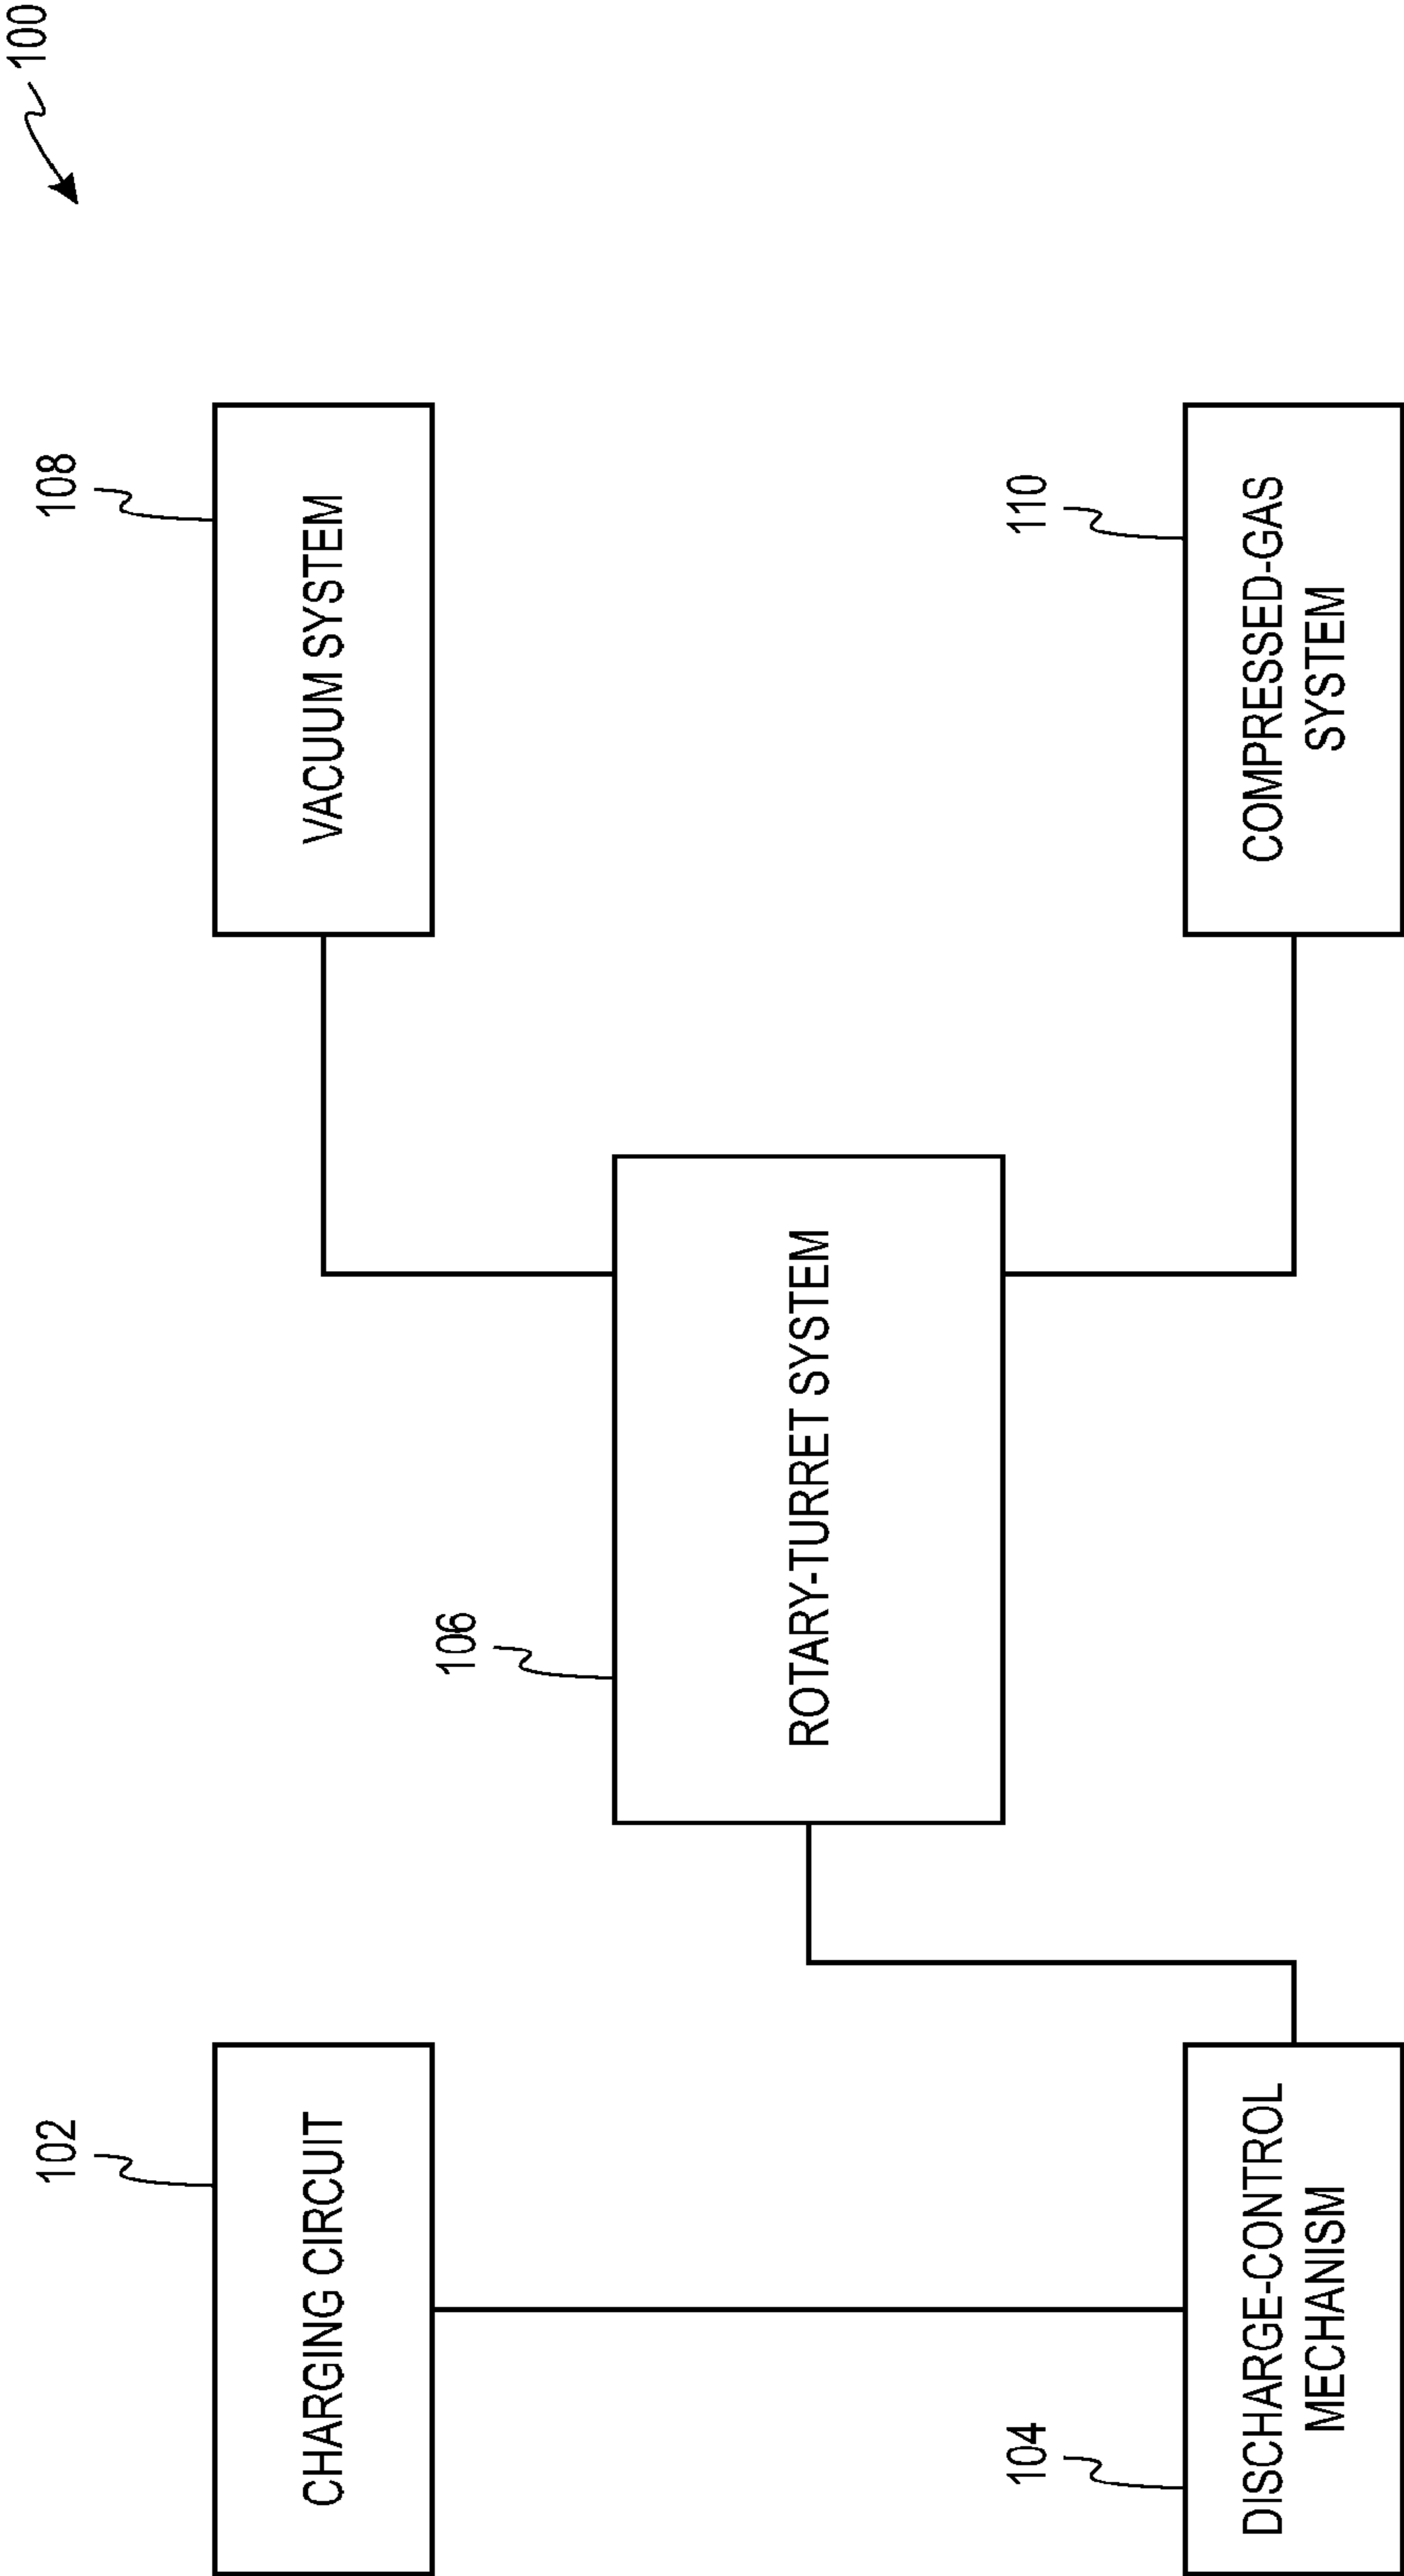 100
102
CHARGING CIRCUIT
108
VACUUM SYSTEM
106
ROTARY-TURRET SYSTEM
104
DISCHARGE-CONTROL
MECHANISM
110
COMPRESSED-GAS
SYSTEM